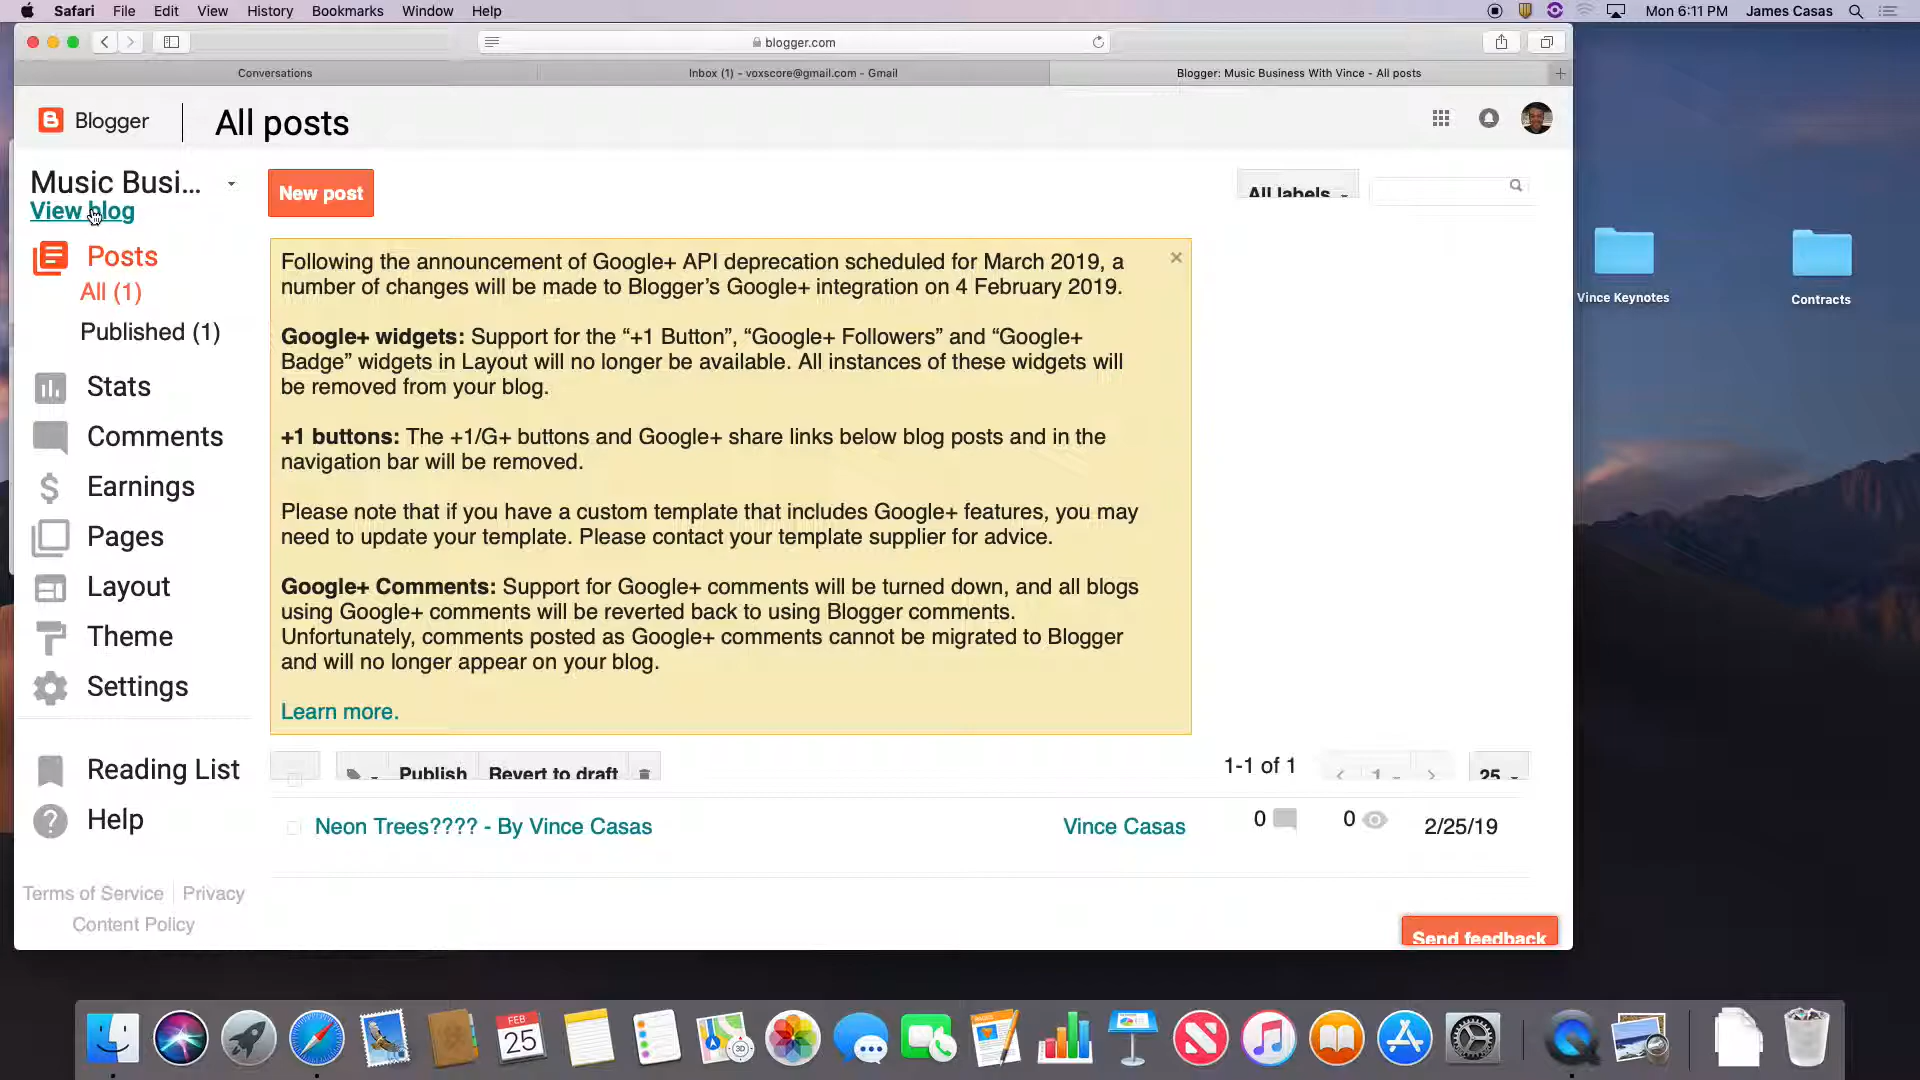 Safari File Edit View History Bookmarks Window Help Mon 6:11 PM James Casas
blogger.com
Conversations Inbox (1) - voxscore@gmail.com - Gmail Blogger: Music Business With Vince - All posts
Blogger All posts
Music Busi...
View blog
New post
All labels
Posts
All (1)
Published (1)
Stats
Comments
Earnings
Pages
Layout
Theme
Settings
Reading List
Help
Terms of Service Privacy
Content Policy
Following the announcement of Google+ API deprecation scheduled for March 2019, a
number of changes will be made to Blogger's Google+ integration on 4 February 2019.
Google+ widgets: Support for the “+1 Button”, “Google+ Followers” and “Google+
Badge” widgets in Layout will no longer be available. All instances of these widgets will
be removed from your blog.
+1 buttons: The +1/G+ buttons and Google+ share links below blog posts and in the
navigation bar will be removed.
Please note that if you have a custom template that includes Google+ features, you may
need to update your template. Please contact your template supplier for advice.
Google+ Comments: Support for Google+ comments will be turned down, and all blogs
using Google+ comments will be reverted back to using Blogger comments.
Unfortunately, comments posted as Google+ comments cannot be migrated to Blogger
and will no longer appear on your blog.
Learn more.
Publish Revert to draft 1-1 of 1 1 25
Neon Trees???? - By Vince Casas Vince Casas 0 0 2/25/19
Send feedback
Vince Keynotes
Contracts
FEB
25
3D